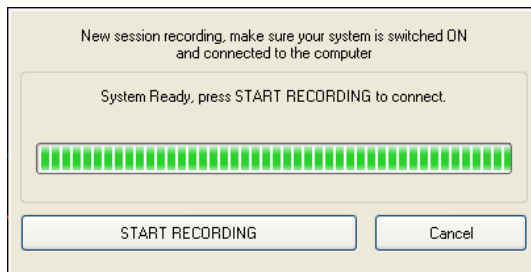 New session recording, make sure your system is switched ON
and connected to the computer
System Ready, press START RECORDING to connect.
START RECORDING
Cancel